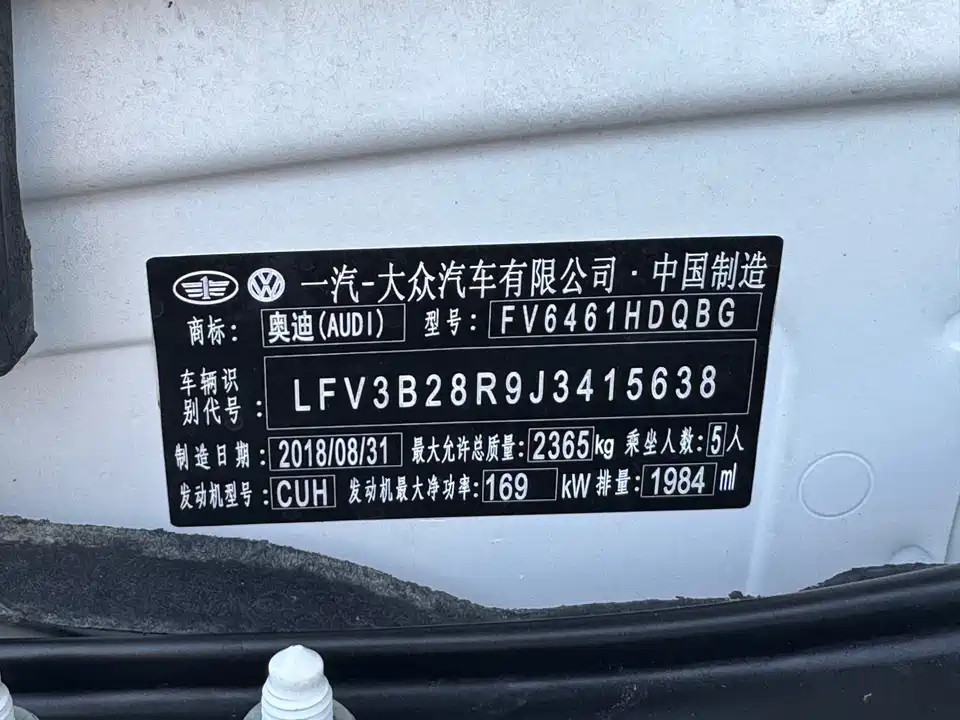 一汽-大众汽车有限公司·中国制造
商标: 奥迪(AUDI) 型号: FV6461HDQBG
车辆识
别代号: LFV3B28R9J3415638
制造日期: 2018/08/31 最大允许总质量: 2365kg 乘坐人数: 5人
发动机型号: CUH 发动机最大净功率: 169 kW 排量: 1984 ml